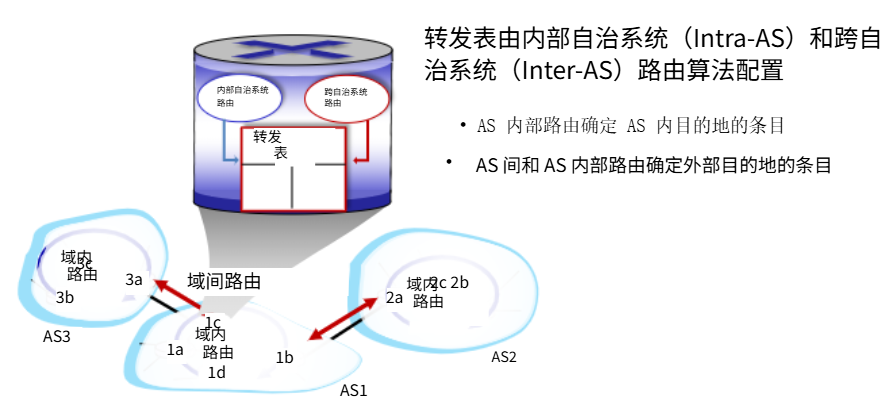 转发表由内部自治系统（Intra-AS）和跨自
治系统（Inter-AS）路由算法配置
• AS 内部路由确定 AS 内目的地的条目
• AS 间和 AS 内部路由确定外部目的地的条目
内部自治系统
路由
跨自治系统
路由
转发
表
域内
3c
路由
3a
3b
AS3
域间路由
1c
域内
路由
1a
1b
1d
AS1
2a
域内
2c
2b
路由
AS2